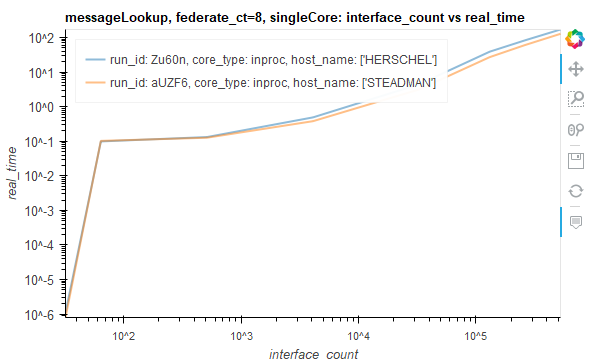 messageLookup, federate_ct=8, singleCore: interface_count vs real_time
run_id: Zu60n, core_type: inproc, host_name: ['HERSCHEL']
run_id: aUZF6, core_type: inproc, host_name: ['STEADMAN']
10^2
10^1
10^0
10^-1
10^-2
10^-3
10^-4
10^-5
10^-6
real_time
10^2
10^3
10^4
10^5
interface_count